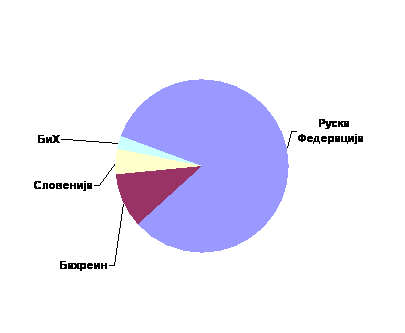 Руска
Федерација
БиХ
Словенија
Бахреин